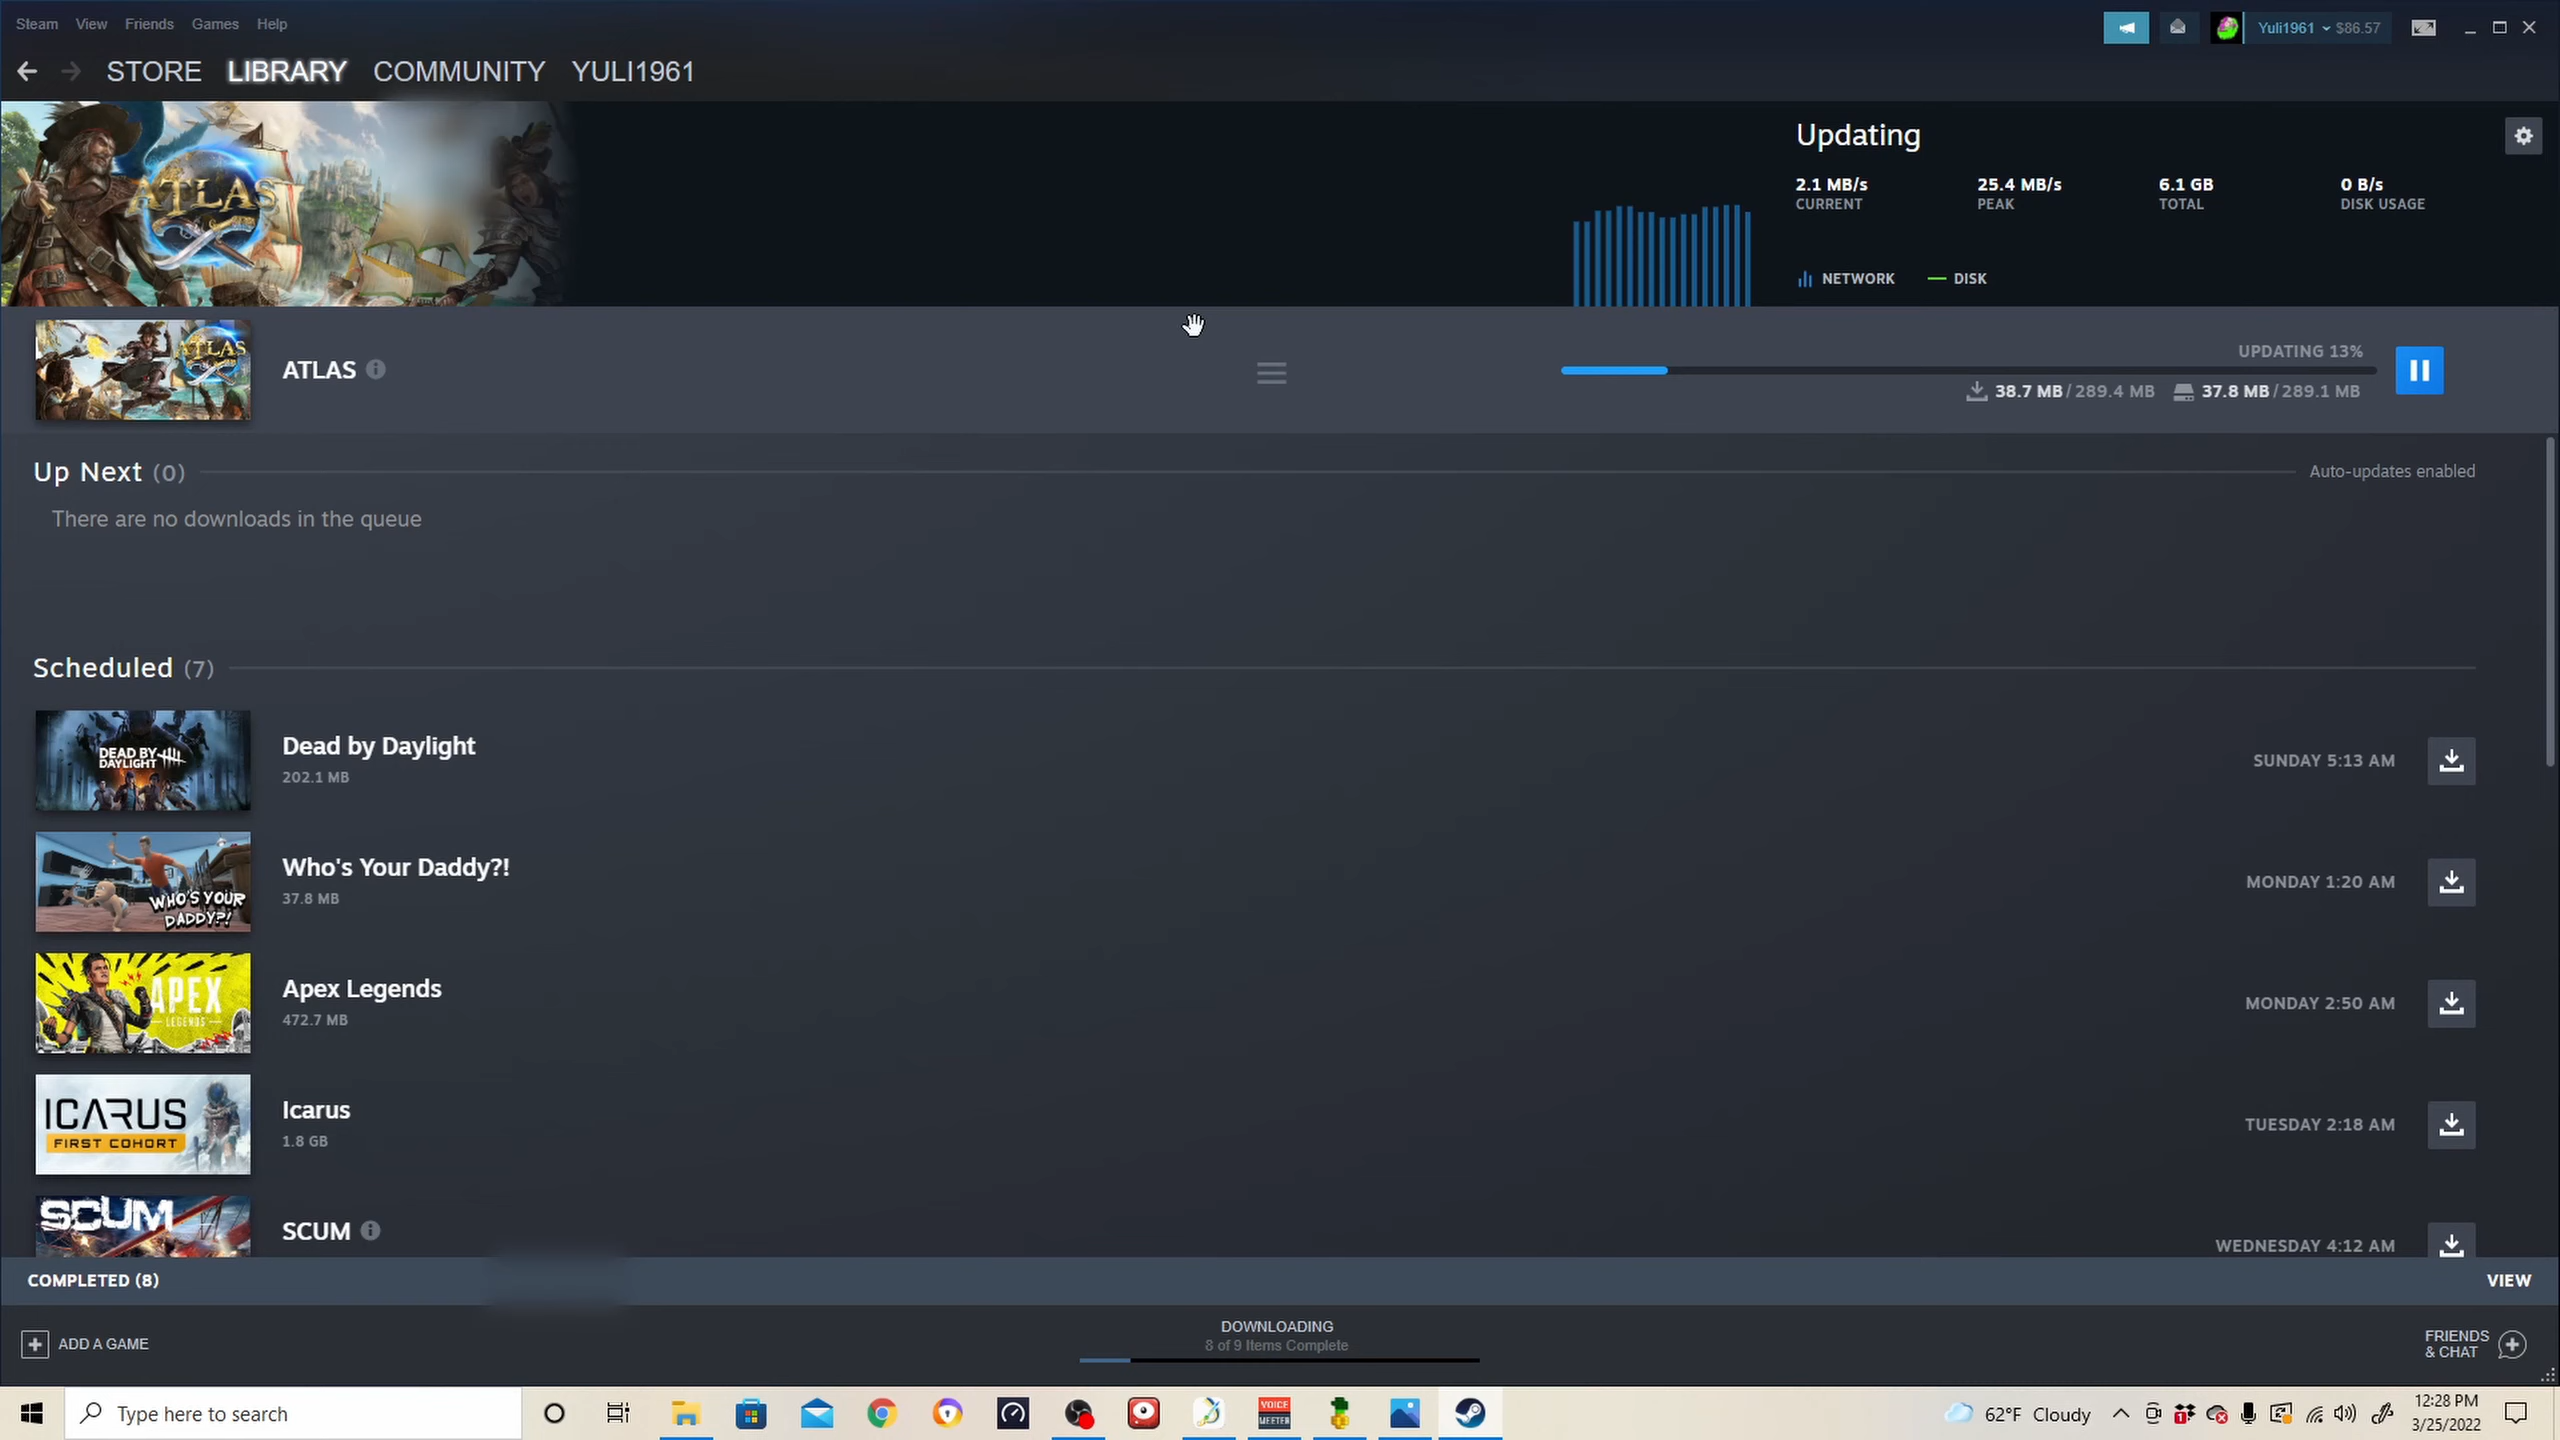 Steam View Friends Games Help
Yuli1961 $86.57
STORE LIBRARY COMMUNITY YULI1961
ATLAS
Updating
2.1 MB/s 25.4 MB/s 6.1 GB 0 B/s
CURRENT PEAK TOTAL DISK USAGE
NETWORK DISK
ATLAS
ATLAS
UPDATING 13%
38.7 MB / 289.4 MB 37.8 MB / 289.1 MB
Up Next (0)
Auto-updates enabled
There are no downloads in the queue
Scheduled (7)
DEAD BY DAYLIGHT
Dead by Daylight
202.1 MB
SUNDAY 5:13 AM
WHO'S YOUR DADDY?!
Who's Your Daddy?!
37.8 MB
MONDAY 1:20 AM
APEX LEGENDS
Apex Legends
472.7 MB
MONDAY 2:50 AM
ICARUS
FIRST COHORT
Icarus
1.8 GB
TUESDAY 2:18 AM
SCUM
SCUM
WEDNESDAY 4:12 AM
COMPLETED (8)
VIEW
ADD A GAME
DOWNLOADING
8 of 9 Items Complete
FRIENDS
& CHAT
Type here to search
VOICE
MEETER
62°F Cloudy
1
12:28 PM
3/25/2022